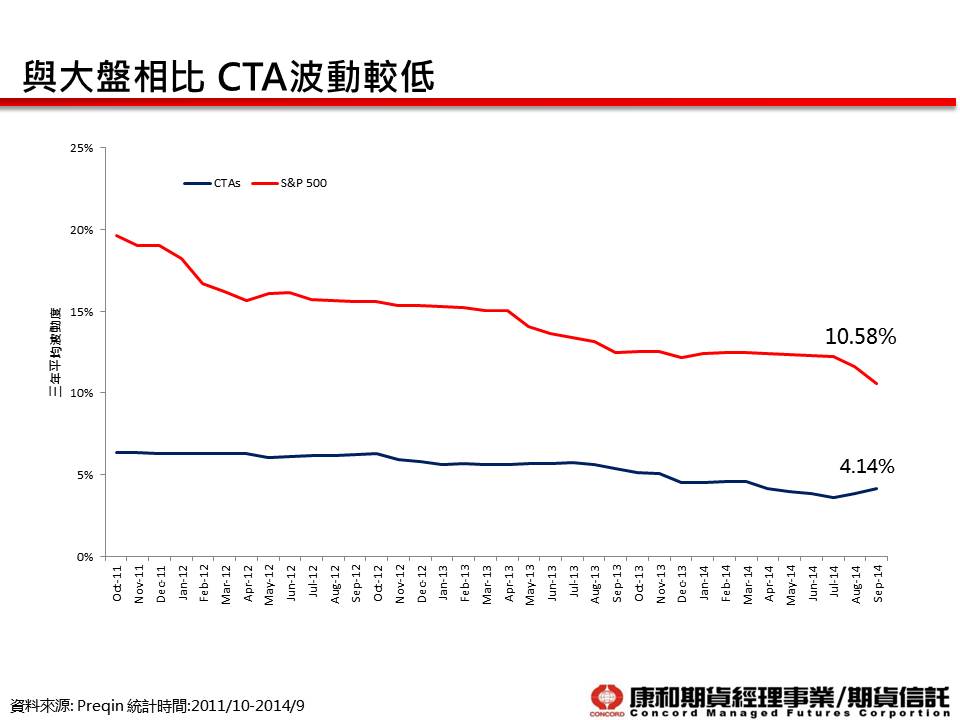 與大盤相比 CTA波動較低
25%
CTAs
S&P 500
20%
15%
10%
5%
0%
三年平均波動度
10.58%
4.14%
Oct-11
Nov-11
Dec-11
Jan-12
Feb-12
Mar-12
Apr-12
May-12
Jun-12
Jul-12
Aug-12
Sep-12
Oct-12
Nov-12
Dec-12
Jan-13
Feb-13
Mar-13
Apr-13
May-13
Jun-13
Jul-13
Aug-13
Sep-13
Oct-13
Nov-13
Dec-13
Jan-14
Feb-14
Mar-14
Apr-14
May-14
Jun-14
Jul-14
Aug-14
Sep-14
資料來源: Preqin 統計時間:2011/10-2014/9
CONCORD
康和期貨經理事業/期貨信託
Concord Managed Futures Corporption